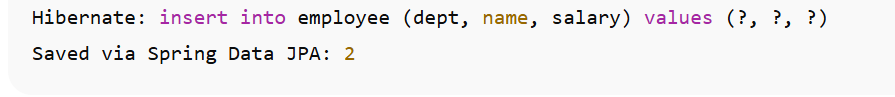 Hibernate: insert into employee (dept, name, salary) values (?, ?, ?)
Saved via Spring Data JPA: 2